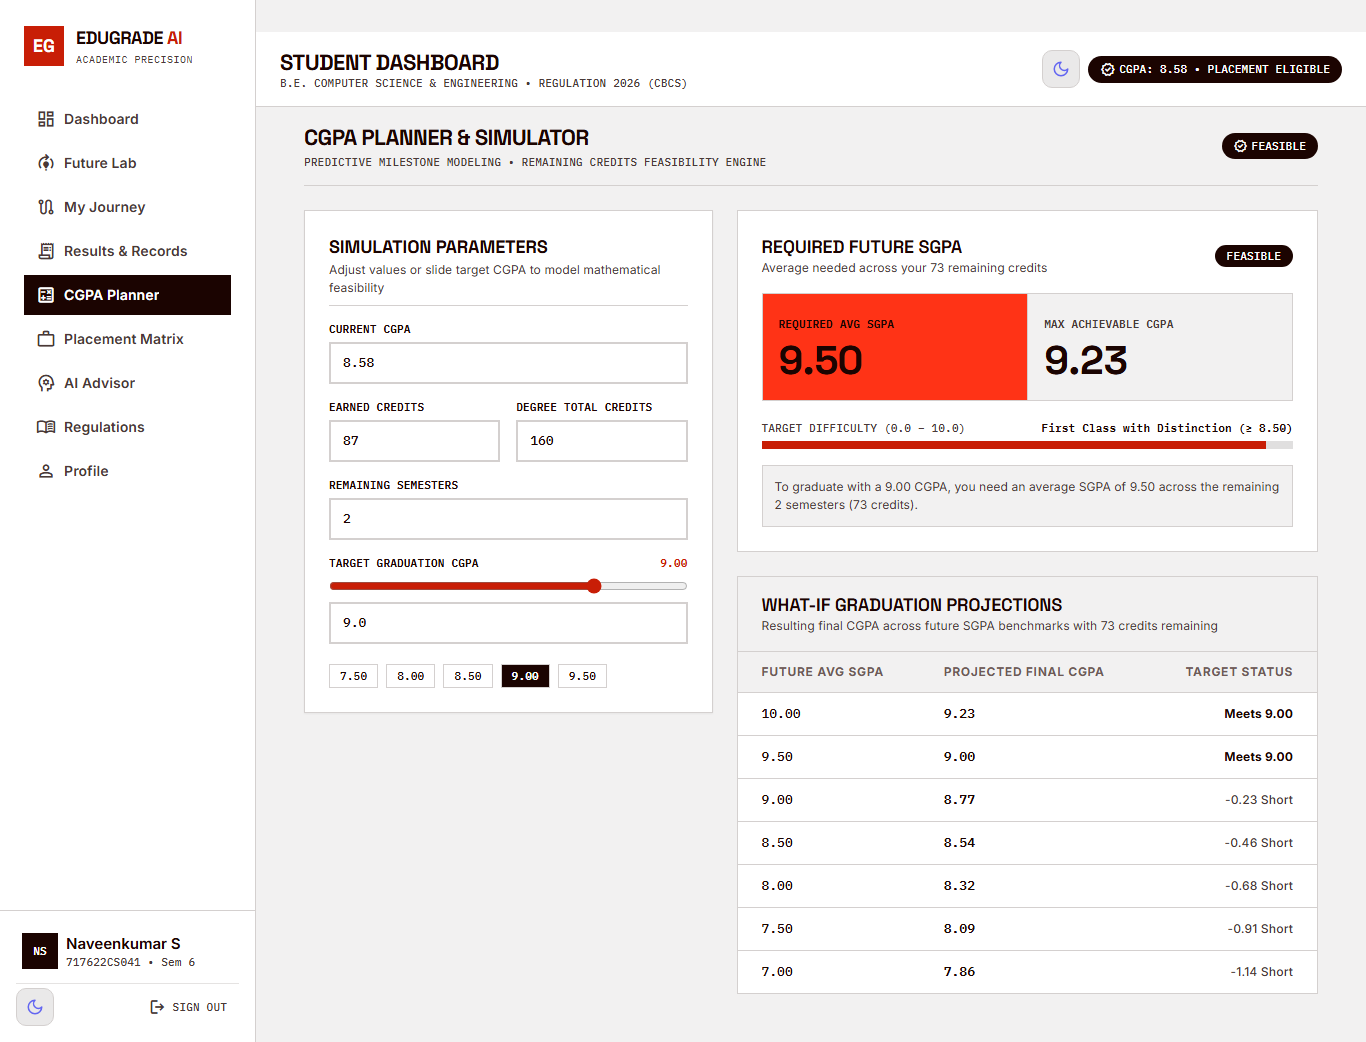 EG
EDUGRADE AI
ACADEMIC PRECISION
Dashboard
Future Lab
My Journey
Results & Records
CGPA Planner
Placement Matrix
AI Advisor
Regulations
Profile
NS
Naveenkumar S
717622CS041 • Sem 6
SIGN OUT
STUDENT DASHBOARD
B.E. COMPUTER SCIENCE & ENGINEERING • REGULATION 2026 (CBCS)
CGPA: 8.58 • PLACEMENT ELIGIBLE
CGPA PLANNER & SIMULATOR
PREDICTIVE MILESTONE MODELING • REMAINING CREDITS FEASIBILITY ENGINE
FEASIBLE
SIMULATION PARAMETERS
Adjust values or slide target CGPA to model mathematical
feasibility
CURRENT CGPA
8.58
EARNED CREDITS DEGREE TOTAL CREDITS
87 160
REMAINING SEMESTERS
2
TARGET GRADUATION CGPA 9.00
9.0
7.50 8.00 8.50 9.00 9.50
REQUIRED FUTURE SGPA
Average needed across your 73 remaining credits
FEASIBLE
REQUIRED AVG SGPA
9.50
MAX ACHIEVABLE CGPA
9.23
TARGET DIFFICULTY (0.0 – 10.0) First Class with Distinction (≥ 8.50)
To graduate with a 9.00 CGPA, you need an average SGPA of 9.50 across the remaining
2 semesters (73 credits).
WHAT-IF GRADUATION PROJECTIONS
Resulting final CGPA across future SGPA benchmarks with 73 credits remaining
FUTURE AVG SGPA PROJECTED FINAL CGPA TARGET STATUS
10.00 9.23 Meets 9.00
9.50 9.00 Meets 9.00
9.00 8.77 -0.23 Short
8.50 8.54 -0.46 Short
8.00 8.32 -0.68 Short
7.50 8.09 -0.91 Short
7.00 7.86 -1.14 Short